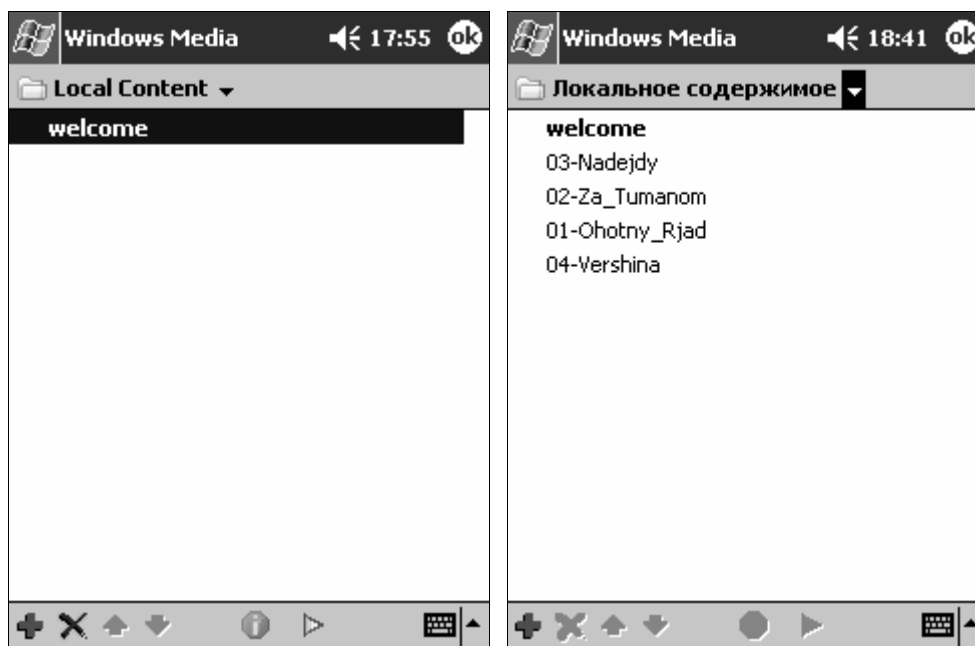 Windows Media 17:55 ok
Local Content
welcome
Windows Media 18:41 ok
Локальное содержимое
welcome
03-Nadejdy
02-Za_Tumanom
01-Ohotny_Rjad
04-Vershina